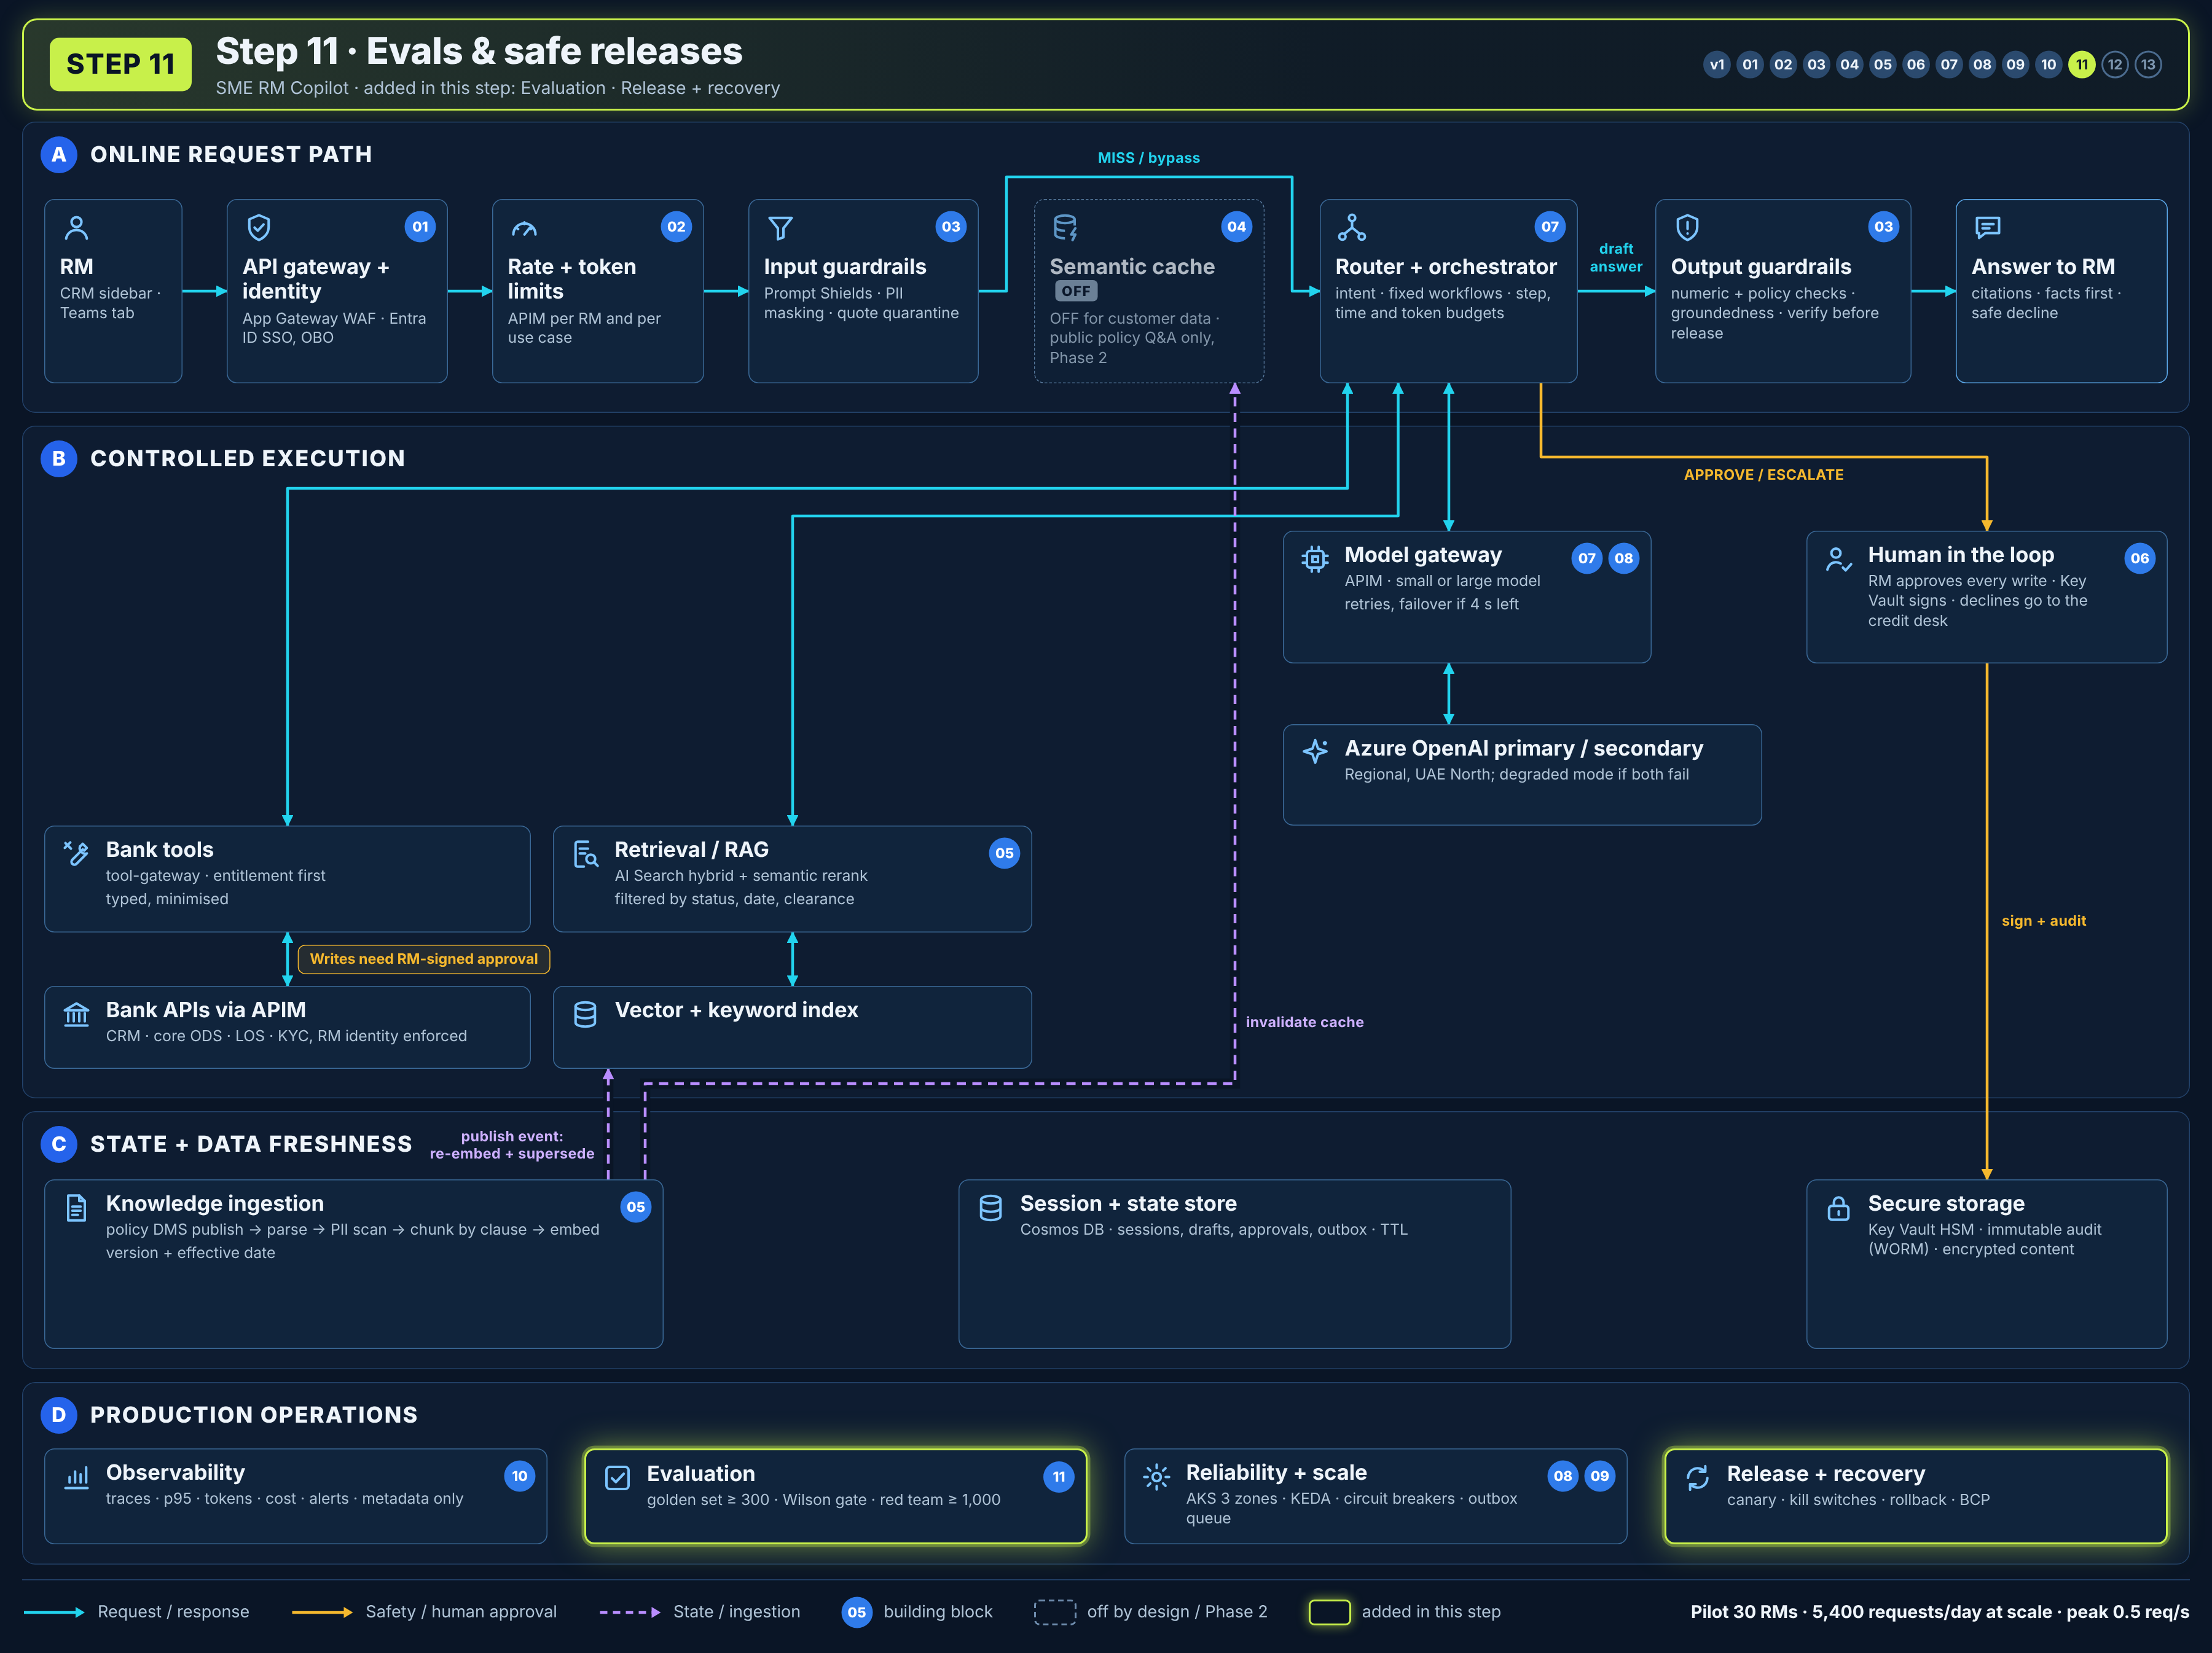 STEP 11
Step 11 · Evals & safe releases
SME RM Copilot · added in this step: Evaluation · Release + recovery
v1 01 02 03 04 05 06 07 08 09 10 11 12 13
A ONLINE REQUEST PATH
MISS / bypass
RM
CRM sidebar ·
Teams tab
01
API gateway +
identity
App Gateway WAF · Entra
ID SSO, OBO
02
Rate + token
limits
APIM per RM and per
use case
03
Input guardrails
Prompt Shields · PII
masking · quote quarantine
04
Semantic cache
OFF
OFF for customer data ·
public policy Q&A only,
Phase 2
07
Router + orchestrator
intent · fixed workflows · step,
time and token budgets
draft
answer
03
Output guardrails
numeric + policy checks ·
groundedness · verify before
release
Answer to RM
citations · facts first ·
safe decline
B CONTROLLED EXECUTION
APPROVE / ESCALATE
Model gateway
07 08
APIM · small or large model
retries, failover if 4 s left
Human in the loop
06
RM approves every write · Key
Vault signs · declines go to the
credit desk
Azure OpenAI primary / secondary
Regional, UAE North; degraded mode if both fail
Bank tools
tool-gateway · entitlement first
typed, minimised
Retrieval / RAG
05
AI Search hybrid + semantic rerank
filtered by status, date, clearance
sign + audit
Writes need RM-signed approval
Bank APIs via APIM
CRM · core ODS · LOS · KYC, RM identity enforced
Vector + keyword index
invalidate cache
C STATE + DATA FRESHNESS
publish event:
re-embed + supersede
Knowledge ingestion
05
policy DMS publish → parse → PII scan → chunk by clause → embed
version + effective date
Session + state store
Cosmos DB · sessions, drafts, approvals, outbox · TTL
Secure storage
Key Vault HSM · immutable audit
(WORM) · encrypted content
D PRODUCTION OPERATIONS
Observability
10
traces · p95 · tokens · cost · alerts · metadata only
Evaluation
11
golden set ≥ 300 · Wilson gate · red team ≥ 1,000
Reliability + scale
08 09
AKS 3 zones · KEDA · circuit breakers · outbox
queue
Release + recovery
canary · kill switches · rollback · BCP
Request / response
Safety / human approval
State / ingestion
05 building block
off by design / Phase 2
added in this step
Pilot 30 RMs · 5,400 requests/day at scale · peak 0.5 req/s